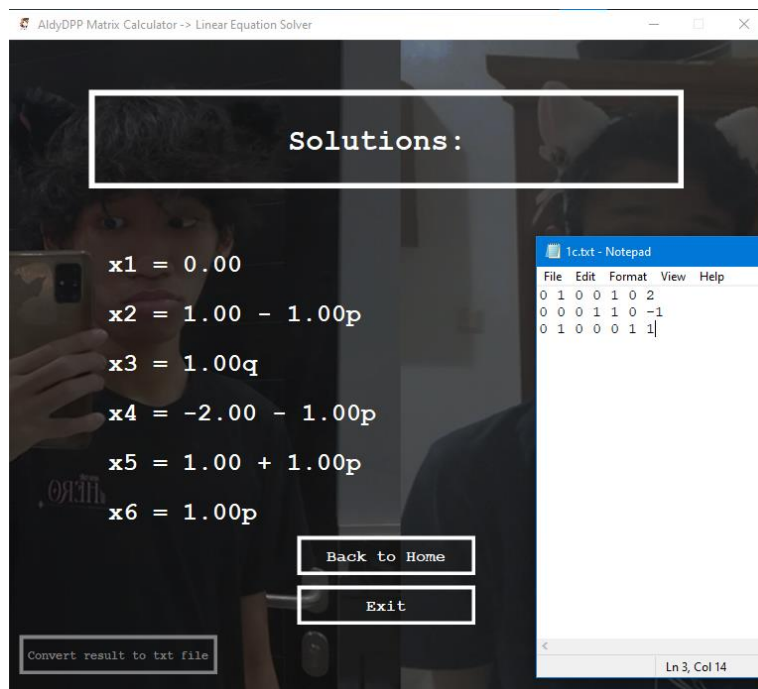 AldyDPP Matrix Calculator -> Linear Equation Solver
Solutions:
x1 = 0.00
x2 = 1.00 - 1.00p
x3 = 1.00q
x4 = -2.00 - 1.00p
x5 = 1.00 + 1.00p
x6 = 1.00p
Back to Home
Exit
Convert result to txt file
HERO
1c.txt - Notepad
File Edit Format View Help
0 1 0 0 1 0 2
0 0 0 1 1 0 -1
0 1 0 0 0 1 1
Ln 3, Col 14